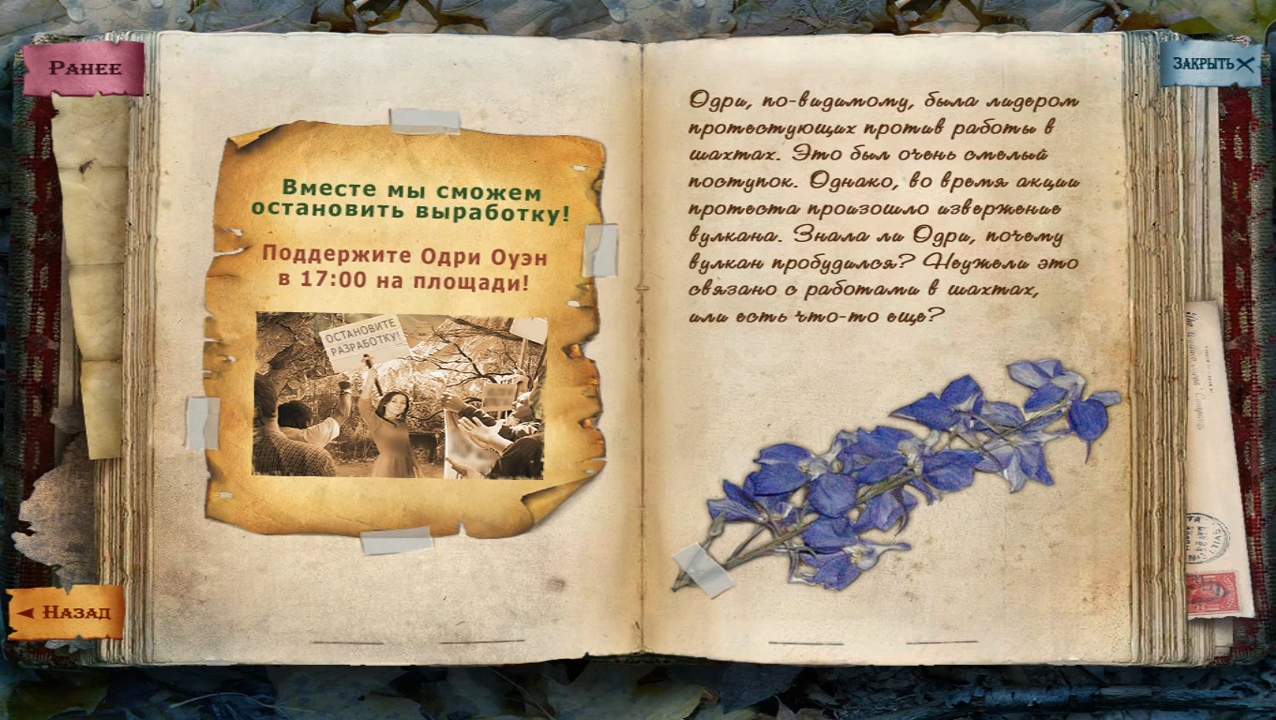 Ранее
Закрыть
Вместе мы сможем
остановить выработку!
Поддержите Одри Оуэн
в 17:00 на площади!
ОСТАНОВИТЕ
РАЗРАБОТКУ!
Одри, по-видимому, была лидером
протестующих против работы в
шахтах. Это был очень смелый
поступок. Однако, во время акции
протеста произошло извержение
вулкана. Знала ли Одри, почему
вулкан пробудился? Неужели это
связано с работами в шахтах,
или есть что-то еще?
Назад